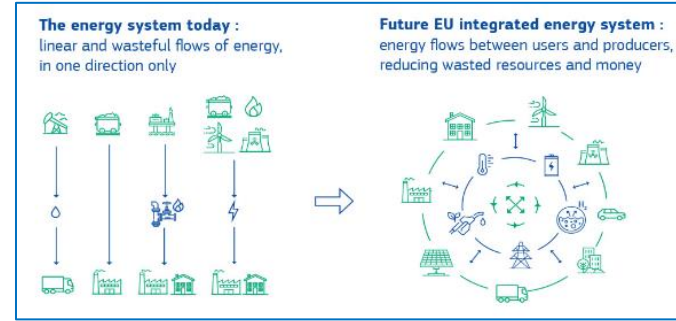 The energy system today :
linear and wasteful flows of energy,
in one direction only
Future EU integrated energy system :
energy flows between users and producers,
reducing wasted resources and money
H₂